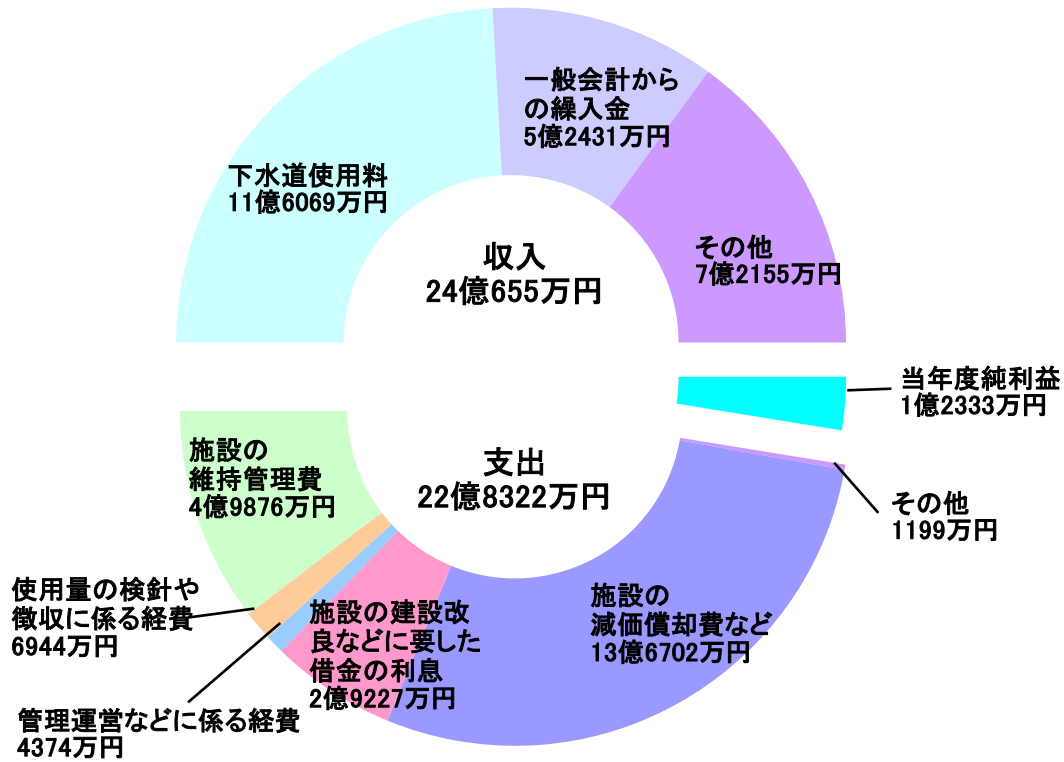 一般会計から
の繰入金
5億2431万円
下水道使用料
11億6069万円
その他
7億2155万円
収入
24億655万円
当年度純利益
1億2333万円
施設の
維持管理費
4億9876万円
支出
22億8322万円
その他
1199万円
使用量の検針や
徴収に係る経費
6944万円
施設の建設改
良などに要した
借金の利息
2億9227万円
施設の
減価償却費など
13億6702万円
管理運営などに係る経費
4374万円